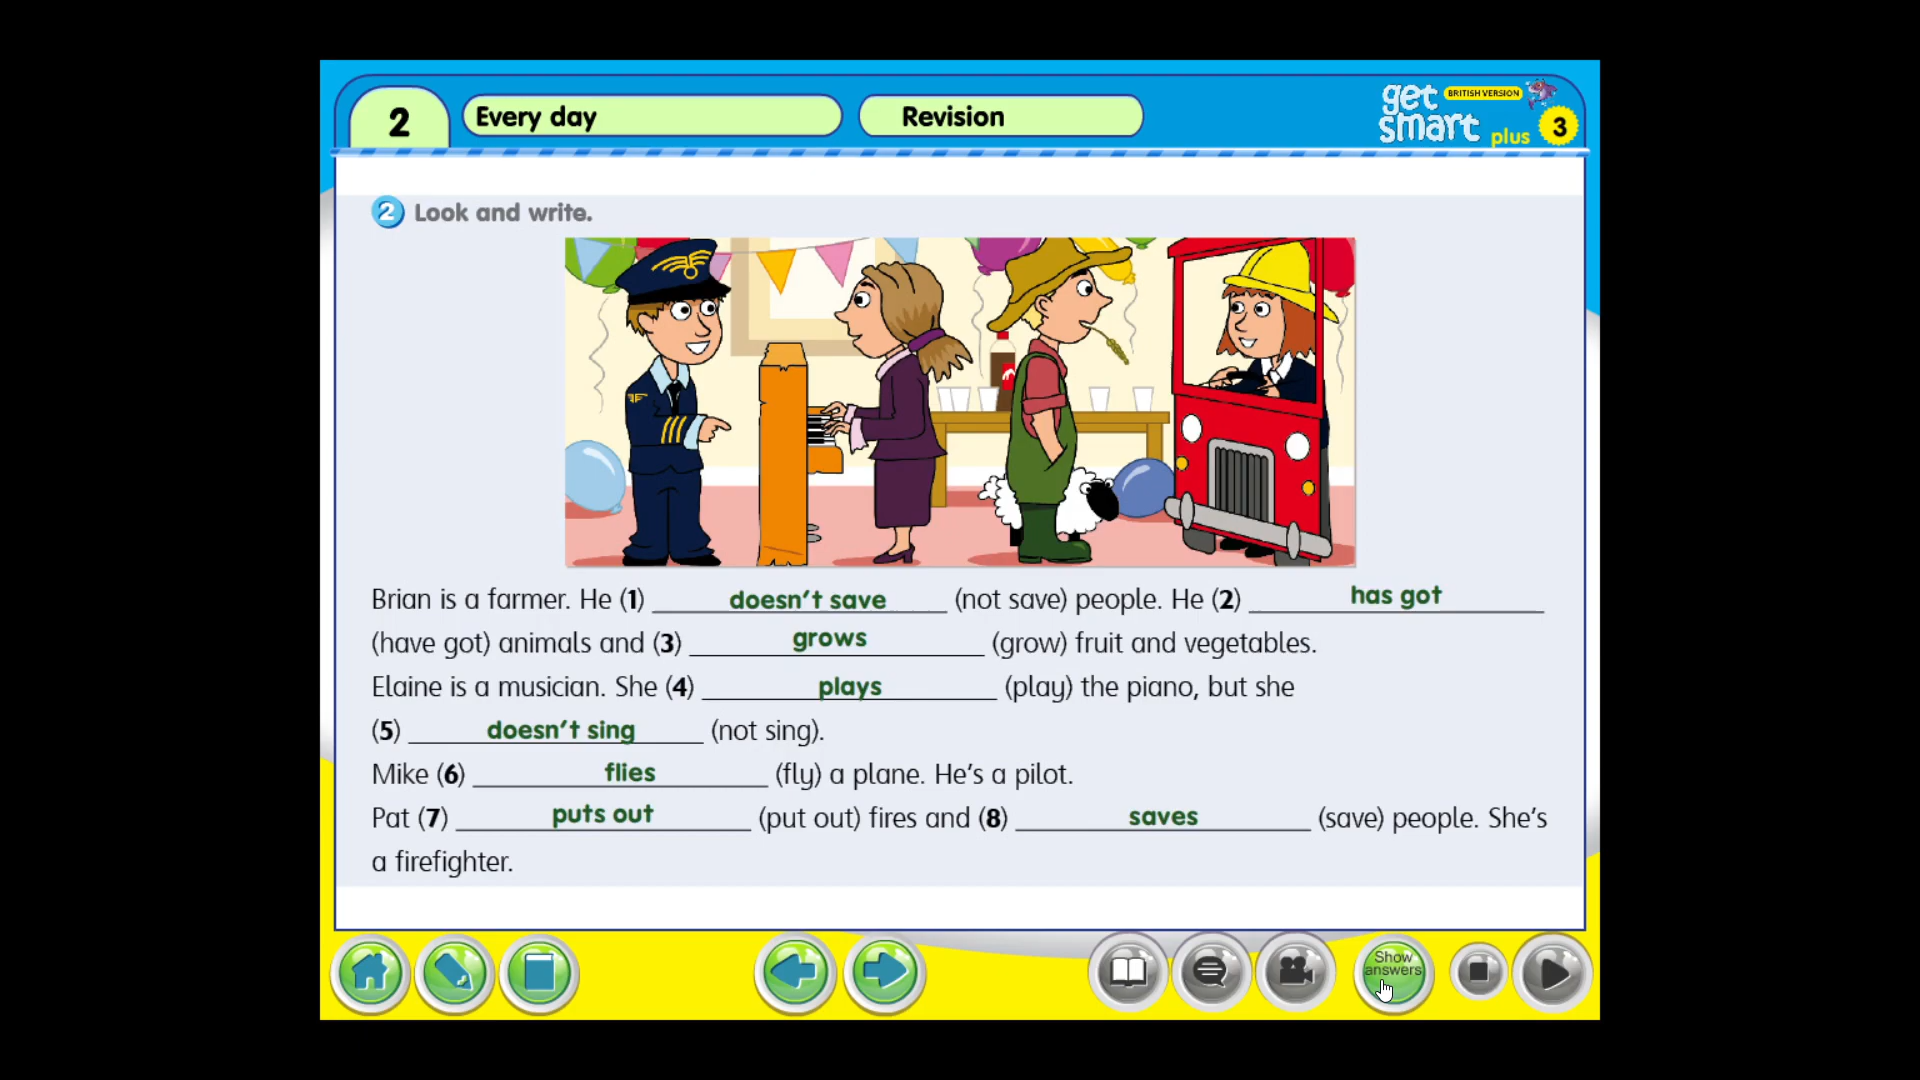 2
Every day
Revision
get smart plus 3
BRITISH VERSION
2 Look and write.
Brian is a farmer. He (1) doesn't save (not save) people. He (2) has got
(have got) animals and (3) grows (grow) fruit and vegetables.
Elaine is a musician. She (4) plays (play) the piano, but she
(5) doesn't sing (not sing).
Mike (6) flies (fly) a plane. He's a pilot.
Pat (7) puts out (put out) fires and (8) saves (save) people. She's
a firefighter.
Show
answers